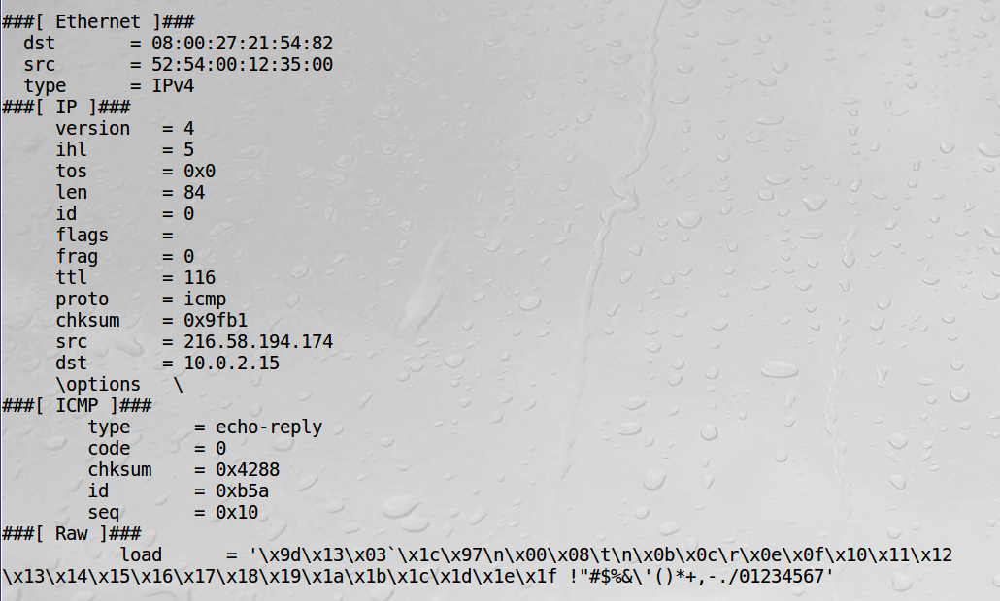 ###[ Ethernet ]###
  dst       = 08:00:27:21:54:82
  src       = 52:54:00:12:35:00
  type      = IPv4
###[ IP ]###
     version   = 4
     ihl       = 5
     tos       = 0x0
     len       = 84
     id        = 0
     flags     =
     frag      = 0
     ttl       = 116
     proto     = icmp
     chksum    = 0x9fb1
     src       = 216.58.194.174
     dst       = 10.0.2.15
     \options   \
###[ ICMP ]###
        type      = echo-reply
        code      = 0
        chksum    = 0x4288
        id        = 0xb5a
        seq       = 0x10
###[ Raw ]###
           load      = '\x9d\x13\x03`\x1c\x97\n\x00\x08\t\n\x0b\x0c\r\x0e\x0f\x10\x11\x12
\x13\x14\x15\x16\x17\x18\x19\x1a\x1b\x1c\x1d\x1e\x1f !"#$%&\'()*+,-./01234567'